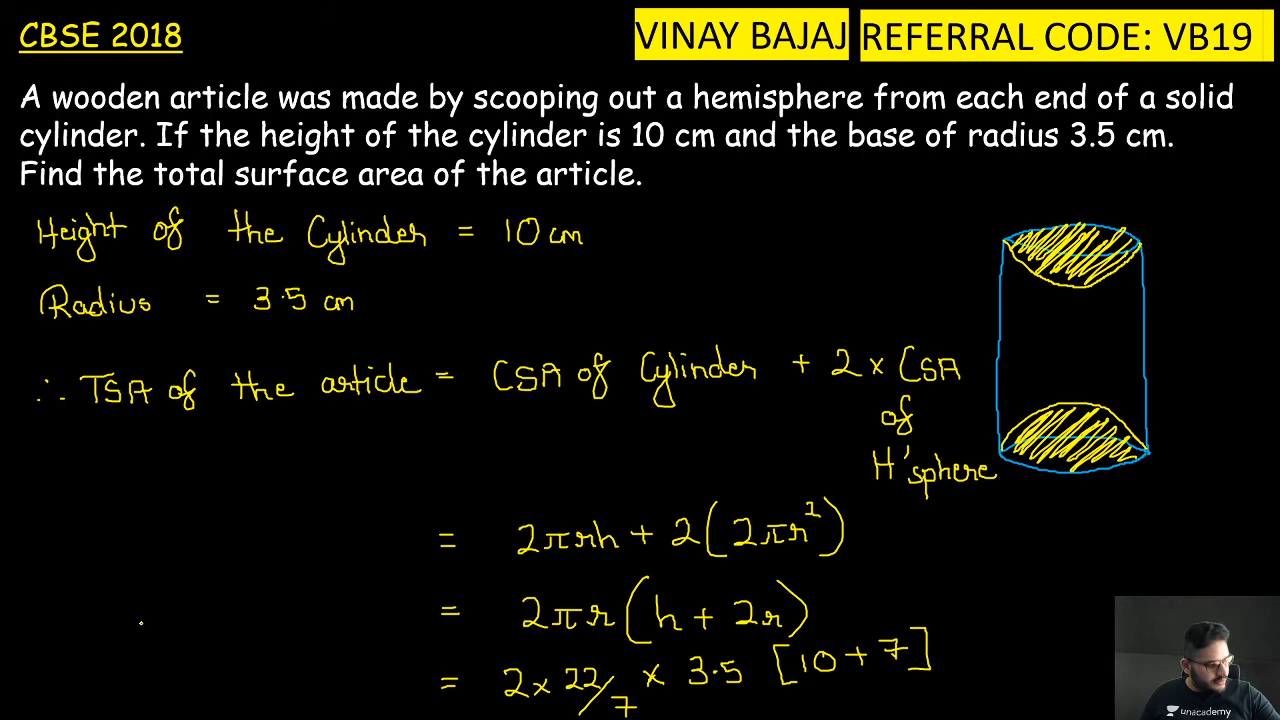 CBSE 2018
VINAY BAJAJ
REFERRAL CODE: VB19
A wooden article was made by scooping out a hemisphere from each end of a solid
cylinder. If the height of the cylinder is 10 cm and the base of radius 3.5 cm.
Find the total surface area of the article.
Height of the Cylinder = 10 cm
Radius = 3.5 cm
∴ TSA of the article = CSA of Cylinder + 2 × CSA
of
H'sphere
= 2πrh + 2(2πr²)
= 2πr(h + 2r)
= 2 × 22/7 × 3.5 [10 + 7]
unacademy